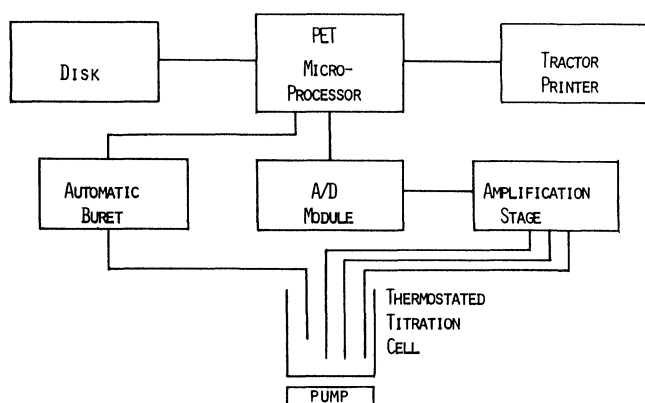 PET
MICRO-
PROCESSOR
DISK
TRACTOR
PRINTER
AUTOMATIC
BURET
A/D
MODULE
AMPLIFICATION
STAGE
THERMOSTATED
TITRATION
CELL
PUMP